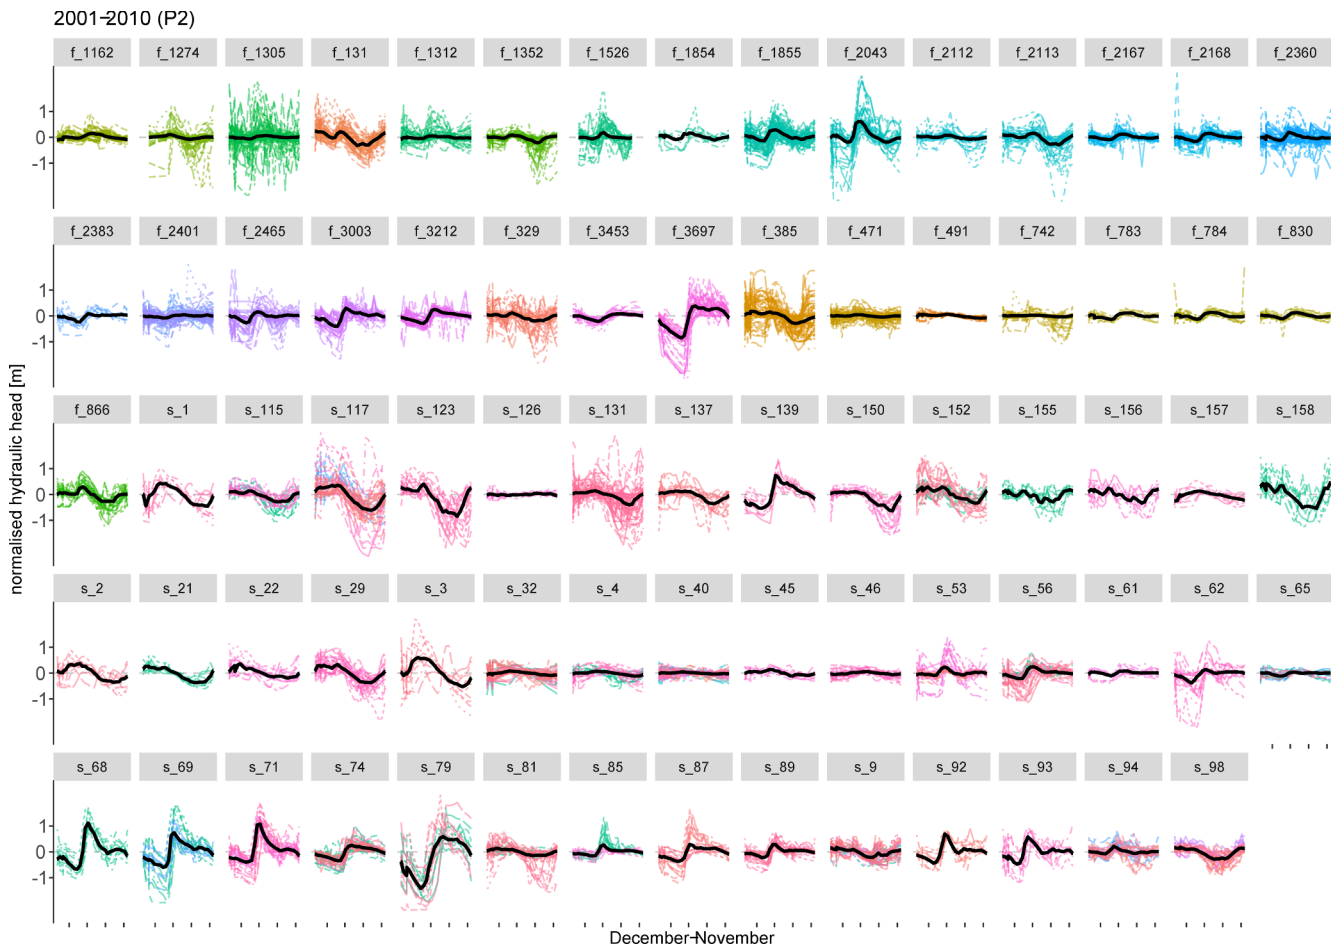 2001-2010 (P2)
f_1162 f_1274 f_1305 f_131 f_1312 f_1352 f_1526 f_1854 f_1855 f_2043 f_2112 f_2113 f_2167 f_2168 f_2360
1
0
-1
f_2383 f_2401 f_2465 f_3003 f_3212 f_329 f_3453 f_3697 f_385 f_471 f_491 f_742 f_783 f_784 f_830
1
0
-1
normalised hydraulic head [m]
f_866 s_1 s_115 s_117 s_123 s_126 s_131 s_137 s_139 s_150 s_152 s_155 s_156 s_157 s_158
1
0
-1
s_2 s_21 s_22 s_29 s_3 s_32 s_4 s_40 s_45 s_46 s_53 s_56 s_61 s_62 s_65
1
0
-1
s_68 s_69 s_71 s_74 s_79 s_81 s_85 s_87 s_89 s_9 s_92 s_93 s_94 s_98
1
0
-1
December-November